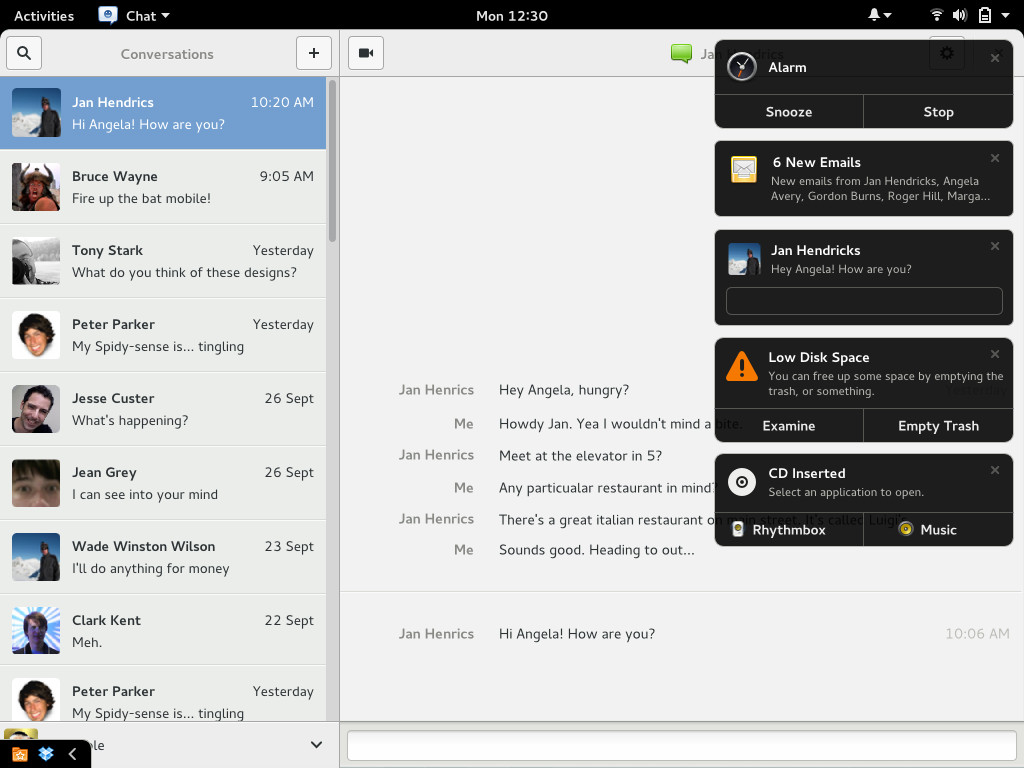 Activities
Chat
Mon 12:30
Conversations
+
Jan Hendrics
Jan Hendrics
10:20 AM
Hi Angela! How are you?
Bruce Wayne
9:05 AM
Fire up the bat mobile!
Tony Stark
Yesterday
What do you think of these designs?
Peter Parker
Yesterday
My Spidy-sense is... tingling
Jesse Custer
26 Sept
What's happening?
Jean Grey
26 Sept
I can see into your mind
Wade Winston Wilson
23 Sept
I'll do anything for money
Clark Kent
22 Sept
Meh.
Peter Parker
Yesterday
My Spidy-sense is... tingling
Jan Henrics
Hey Angela, hungry?
Me
Howdy Jan. Yea I wouldn't mind a bite.
Jan Henrics
Meet at the elevator in 5?
Me
Any particualar restaurant in mind?
Jan Henrics
There's a great italian restaurant on main street. It's called Luigi's
Me
Sounds good. Heading to out...
Jan Henrics
Hi Angela! How are you?
10:06 AM
Alarm
Snooze
Stop
6 New Emails
New emails from Jan Hendricks, Angela
Avery, Gordon Burns, Roger Hill, Marga...
Jan Hendricks
Hey Angela! How are you?
Low Disk Space
You can free up some space by emptying the
trash, or something.
Examine
Empty Trash
CD Inserted
Select an application to open.
Rhythmbox
Music